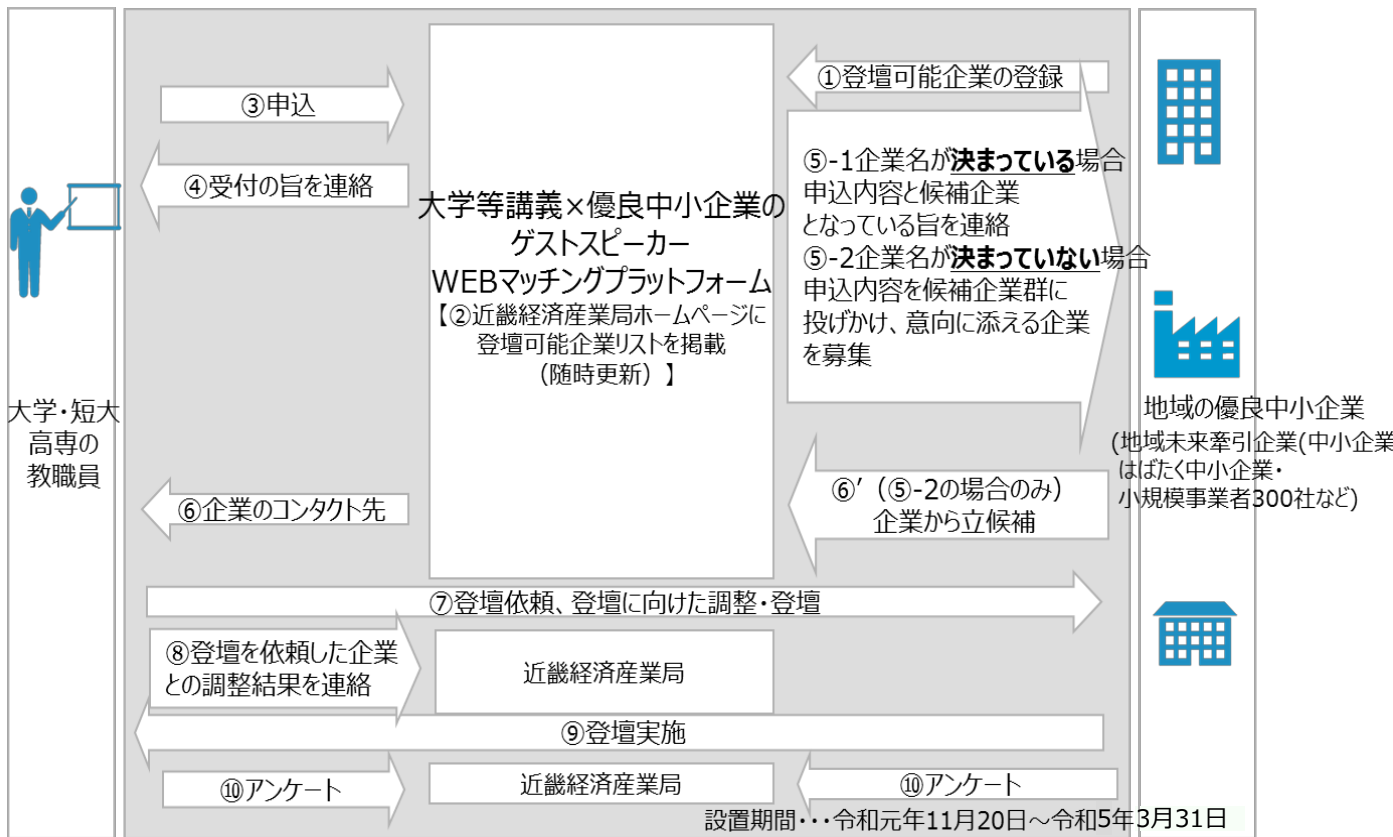 ①登壇可能企業の登録
③申込
④受付の旨を連絡
大学等講義×優良中小企業の
ゲストスピーカー
WEBマッチングプラットフォーム
【②近畿経済産業局ホームページに
登壇可能企業リストを掲載
（随時更新）】
⑤-1企業名が決まっている場合
申込内容と候補企業
となっている旨を連絡
⑤-2企業名が決まっていない場合
申込内容を候補企業群に
投げかけ、意向に添える企業
を募集
大学・短大
高専の
教職員
地域の優良中小企業
(地域未来牽引企業(中小企業
はばたく中小企業・
小規模事業者300社など)
⑥企業のコンタクト先
⑥’（⑤-2の場合のみ）
企業から立候補
⑦登壇依頼、登壇に向けた調整・登壇
⑧登壇を依頼した企業
との調整結果を連絡
近畿経済産業局
⑨登壇実施
⑩アンケート
近畿経済産業局
⑩アンケート
設置期間･･･令和元年11月20日～令和5年3月31日